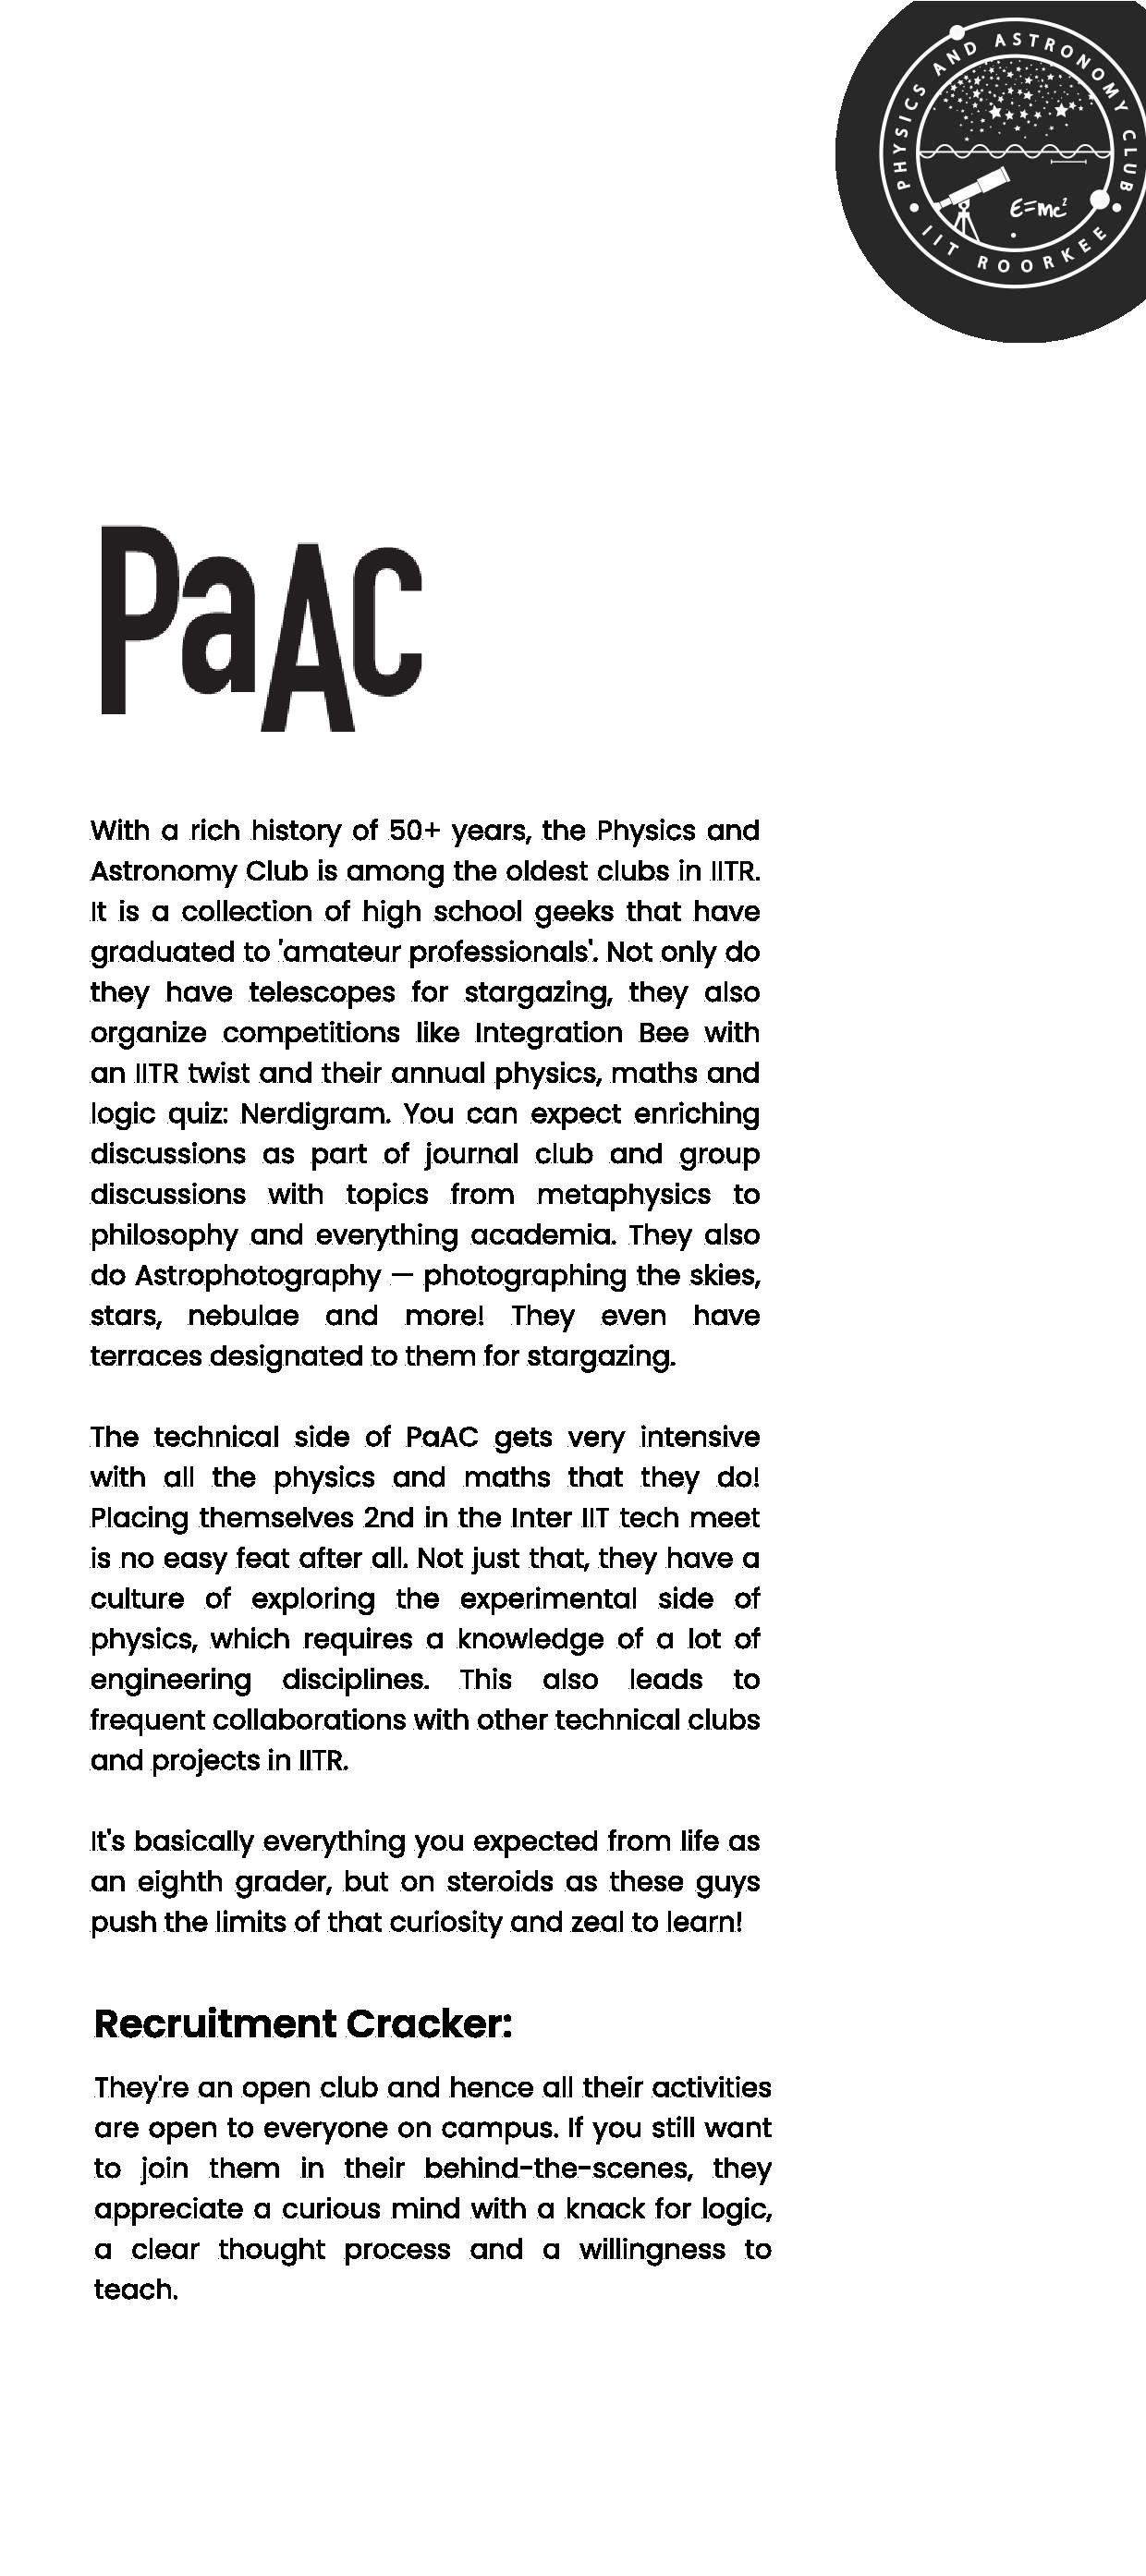 PHYSICS AND ASTRONOMY CLUB
E=mc²
IIT ROORKEE
PaAC
With a rich history of 50+ years, the Physics and
Astronomy Club is among the oldest clubs in IITR.
It is a collection of high school geeks that have
graduated to 'amateur professionals'. Not only do
they have telescopes for stargazing, they also
organize competitions like Integration Bee with
an IITR twist and their annual physics, maths and
logic quiz: Nerdigram. You can expect enriching
discussions as part of journal club and group
discussions with topics from metaphysics to
philosophy and everything academia. They also
do Astrophotography — photographing the skies,
stars, nebulae and more! They even have
terraces designated to them for stargazing.
The technical side of PaAC gets very intensive
with all the physics and maths that they do!
Placing themselves 2nd in the Inter IIT tech meet
is no easy feat after all. Not just that, they have a
culture of exploring the experimental side of
physics, which requires a knowledge of a lot of
engineering disciplines. This also leads to
frequent collaborations with other technical clubs
and projects in IITR.
It's basically everything you expected from life as
an eighth grader, but on steroids as these guys
push the limits of that curiosity and zeal to learn!
Recruitment Cracker:
They're an open club and hence all their activities
are open to everyone on campus. If you still want
to join them in their behind-the-scenes, they
appreciate a curious mind with a knack for logic,
a clear thought process and a willingness to
teach.